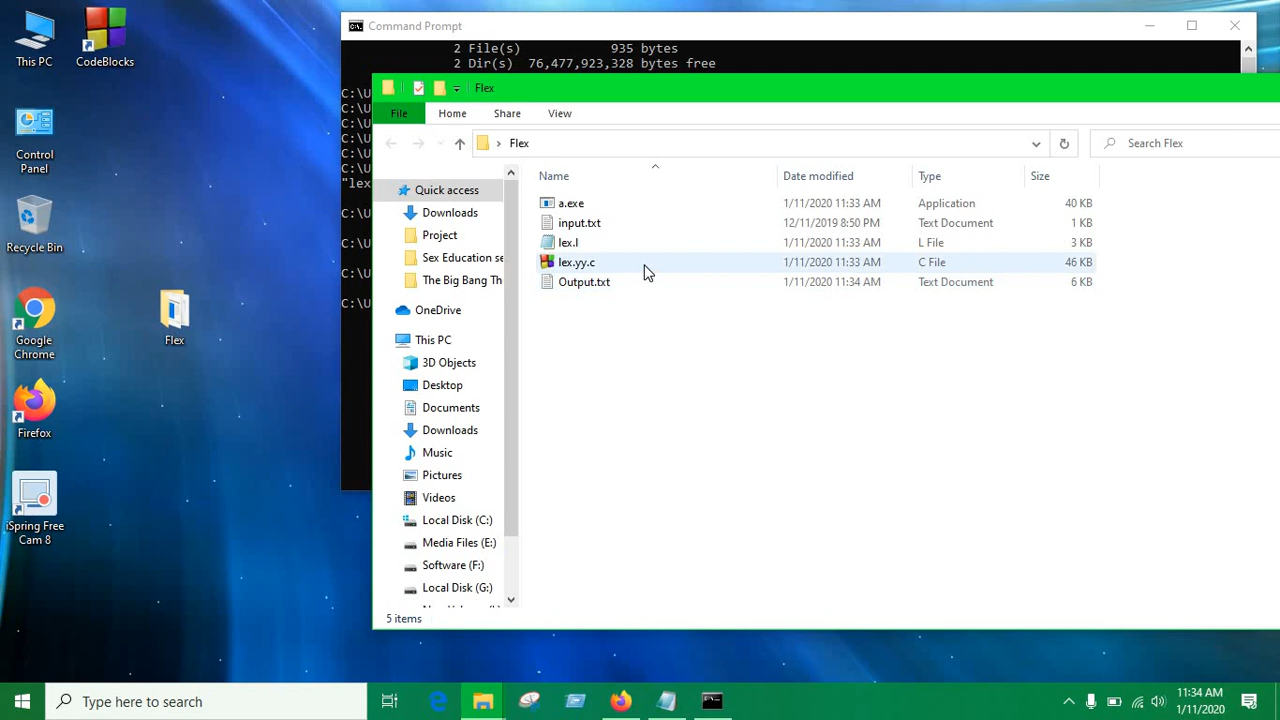 This PC
CodeBlocks
Control
Panel
Recycle Bin
Google
Chrome
Flex
Firefox
iSpring Free
Cam 8
Command Prompt
2 File(s) 935 bytes
2 Dir(s) 76,477,923,328 bytes free
C:\U
C:\U
C:\U
C:\U
C:\U
C:\U
"lex
C:\U
C:\U
C:\U
C:\U
Flex
File Home Share View
Flex
Search Flex
Name Date modified Type Size
a.exe 1/11/2020 11:33 AM Application 40 KB
input.txt 12/11/2019 8:50 PM Text Document 1 KB
lex.l 1/11/2020 11:33 AM L File 3 KB
lex.yy.c 1/11/2020 11:33 AM C File 46 KB
Output.txt 1/11/2020 11:34 AM Text Document 6 KB
Quick access
Downloads
Project
Sex Education se
The Big Bang Th
OneDrive
This PC
3D Objects
Desktop
Documents
Downloads
Music
Pictures
Videos
Local Disk (C:)
Media Files (E:)
Software (F:)
Local Disk (G:)
5 items
Type here to search
11:34 AM
1/11/2020